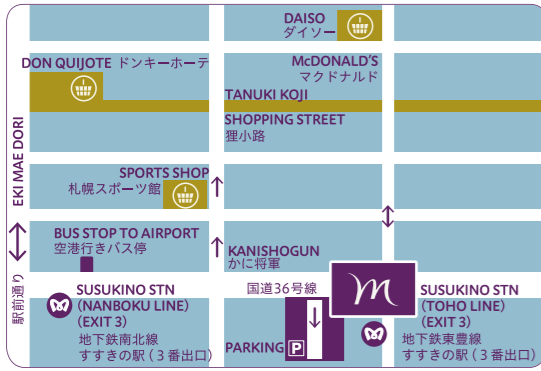 DAISO
ダイソー
DON QUIJOTE ドンキーホーテ
McDONALD'S
マクドナルド
TANUKI KOJI
SHOPPING STREET
狸小路
EKI MAE DORI
駅前通り
SPORTS SHOP
札幌スポーツ館
BUS STOP TO AIRPORT
空港行きバス停
KANISHOGUN
かに将軍
国道36号線
m
SUSUKINO STN
(NANBOKU LINE)
(EXIT 3)
地下鉄南北線
すすきの駅（３番出口）
PARKING P
SUSUKINO STN
(TOHO LINE)
(EXIT 3)
地下鉄東豊線
すすきの駅（３番出口）